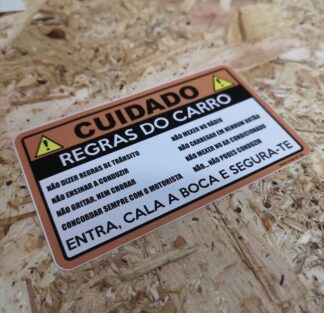 CUIDADO
REGRAS DO CARRO
NÃO DIZER REGRAS DE TRÂNSITO
NÃO ENSINAR A CONDUZIR
NÃO GRITAR, NEM CHORAR
CONCORDAR SEMPRE COM O MOTORISTA
NÃO MEXER NO RÁDIO
NÃO CARREGAR EM NENHUM BOTÃO
NÃO MEXER NO AR CONDICIONADO
NÃO... NÃO PODES CONDUZIR
ENTRA, CALA A BOCA E SEGURA-TE